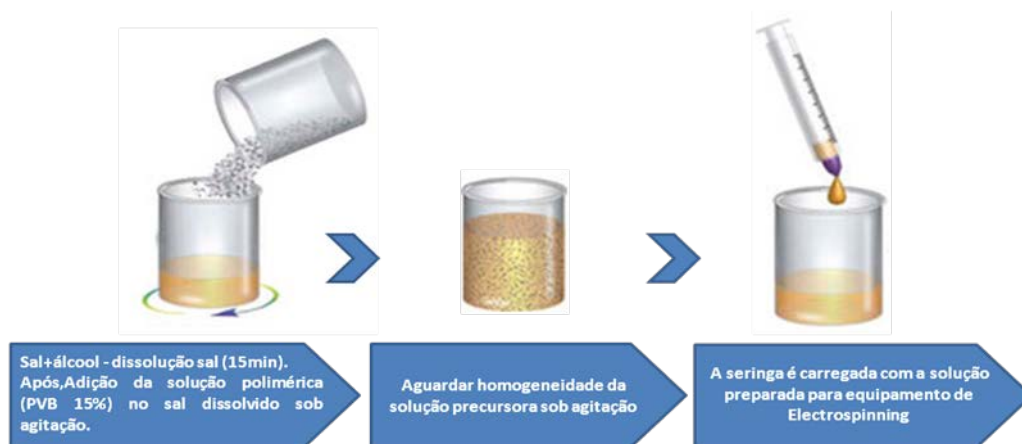 Sal+álcool - dissolução sal (15min).
Após,Adição da solução polimérica
(PVB 15%) no sal dissolvido sob
agitação.
Aguardar homogeneidade da
solução precursora sob agitação
A seringa é carregada com a solução
preparada para equipamento de
Electrospinning